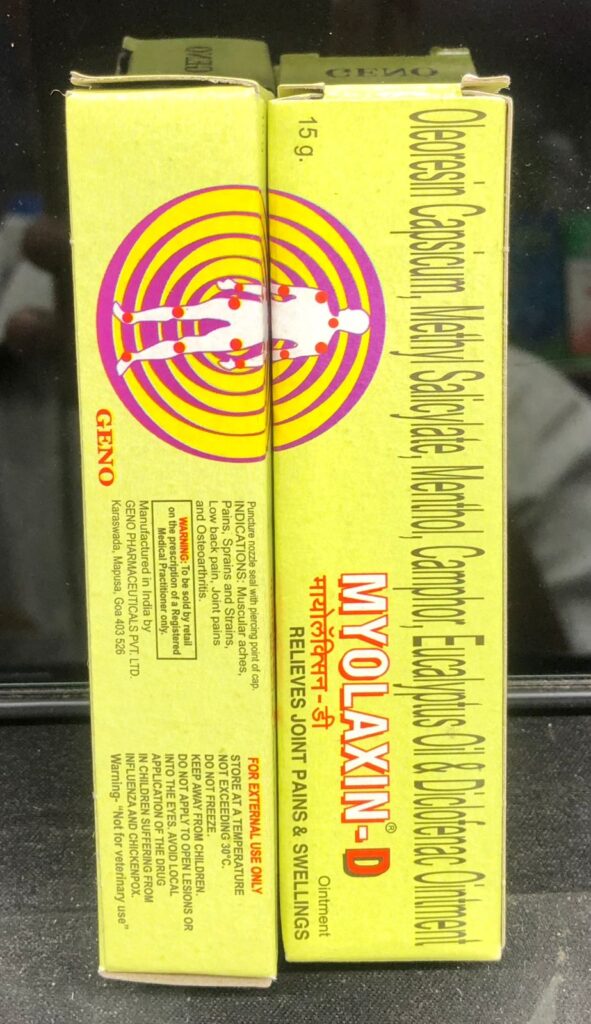 GENO
15 g.
Oleoresin Capsicum, Methyl Salicylate, Menthol, Camphor, Eucalyptus Oil & Diclofenac Ointment
MYOLAXIN-D®
Ointment
मायोलॅक्सिन-डी
RELIEVES JOINT PAINS & SWELLINGS
GENO
Puncture nozzle seal with piercing point of cap.
INDICATIONS: Muscular aches,
Pains, Sprains and Strains,
Low back pain, Joint pains
and Osteoarthritis.
WARNING: To be sold by retail
on the prescription of a Registered
Medical Practitioner only.
Manufactured in India by
GENO PHARMACEUTICALS PVT. LTD.
Karaswada, Mapusa, Goa 403 526
FOR EXTERNAL USE ONLY
STORE AT A TEMPERATURE
NOT EXCEEDING 30°C.
DO NOT FREEZE.
KEEP AWAY FROM CHILDREN.
DO NOT APPLY TO OPEN LESIONS OR
INTO THE EYES, AVOID LOCAL
APPLICATION OF THE DRUG
IN CHILDREN SUFFERING FROM
INFLUENZA AND CHICKENPOX.
Warning- "Not for veterinary use"